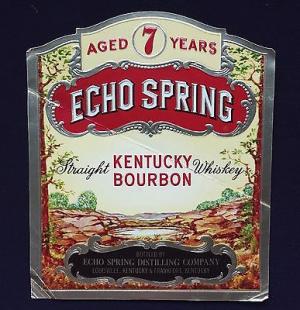 AGED 7 YEARS
ECHO SPRING
Straight KENTUCKY Whiskey
BOURBON
BOTTLED BY
ECHO SPRING DISTILLING COMPANY
LOUISVILLE, KENTUCKY & FRANKFORT, KENTUCKY